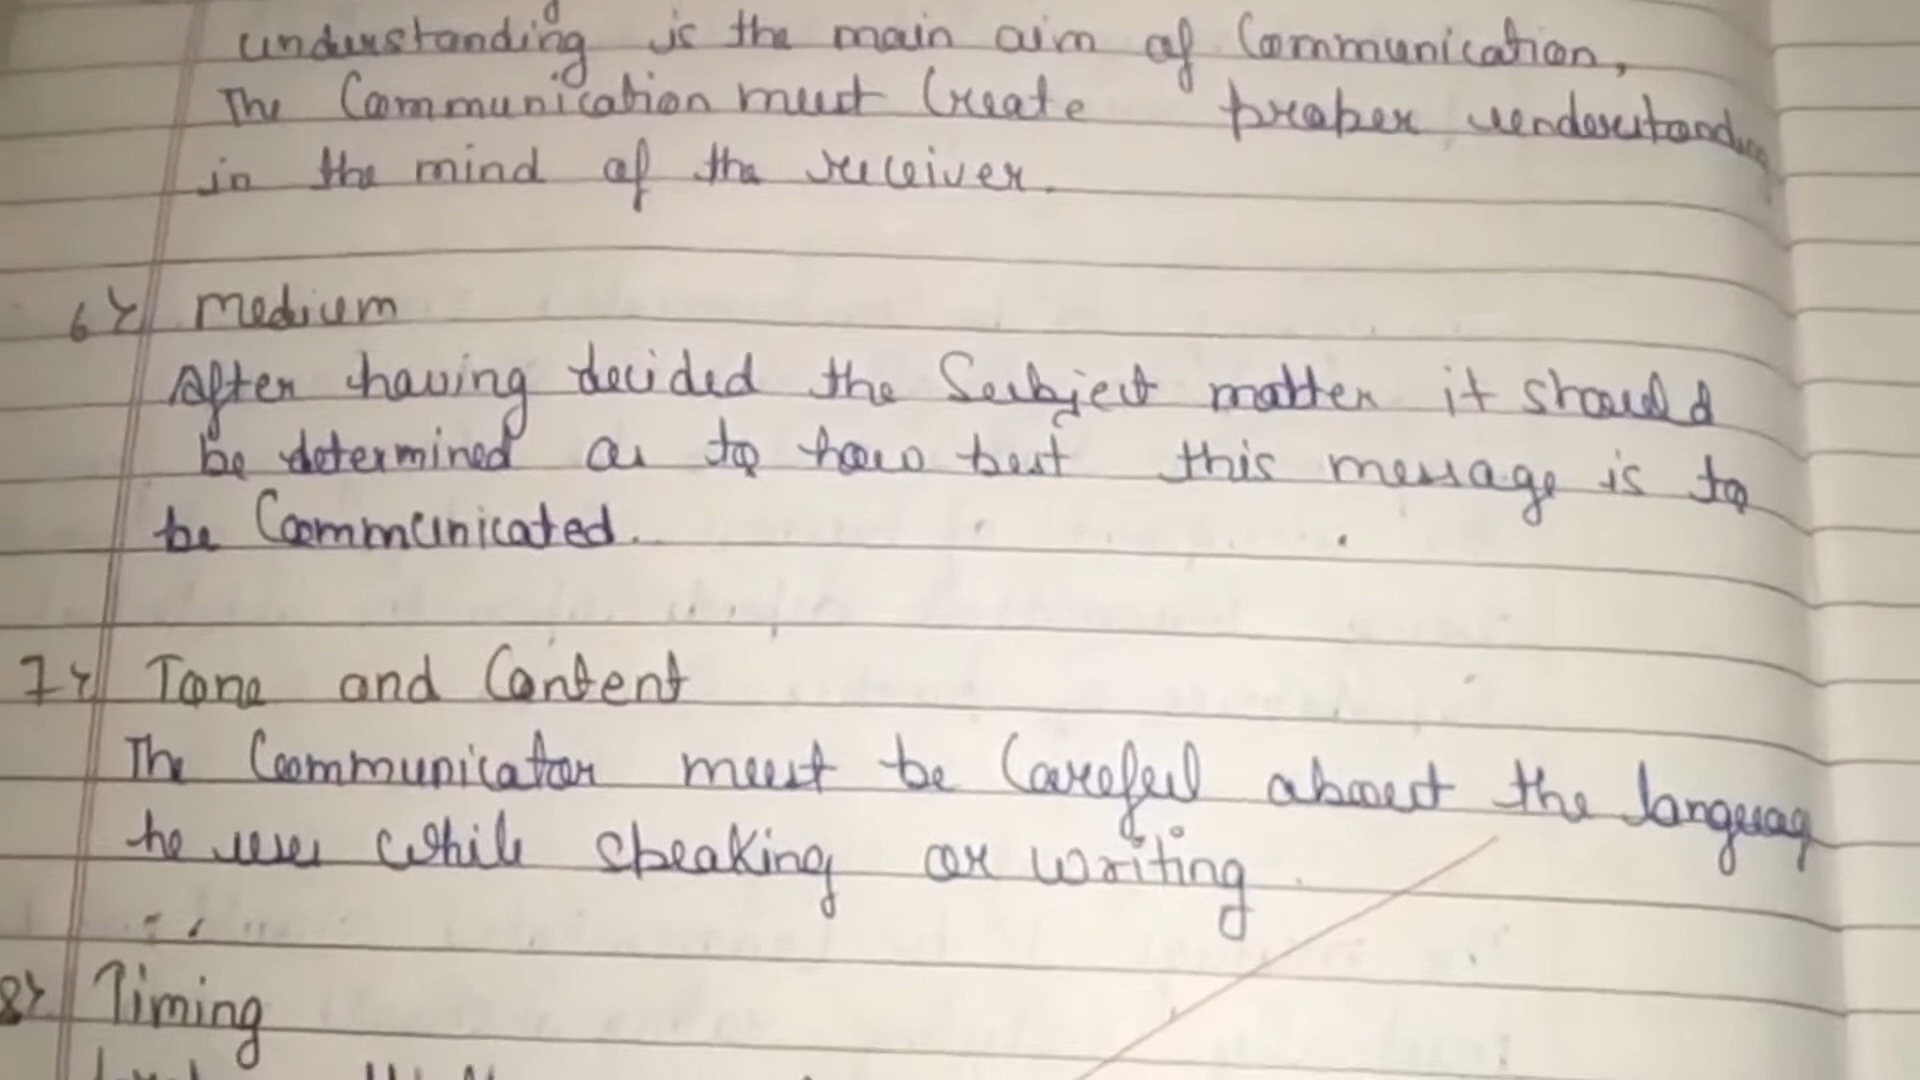 understanding is the main aim of Communication,
The Communication must Create proper understanding
in the mind of the receiver.
6> Medium
After having decided the Subject matter it should
be determined as to how best this message is to
be Communicated.
7> Tone and Content
The Communicator must be Careful about the languag
he uses while speaking or writing
8> Timing